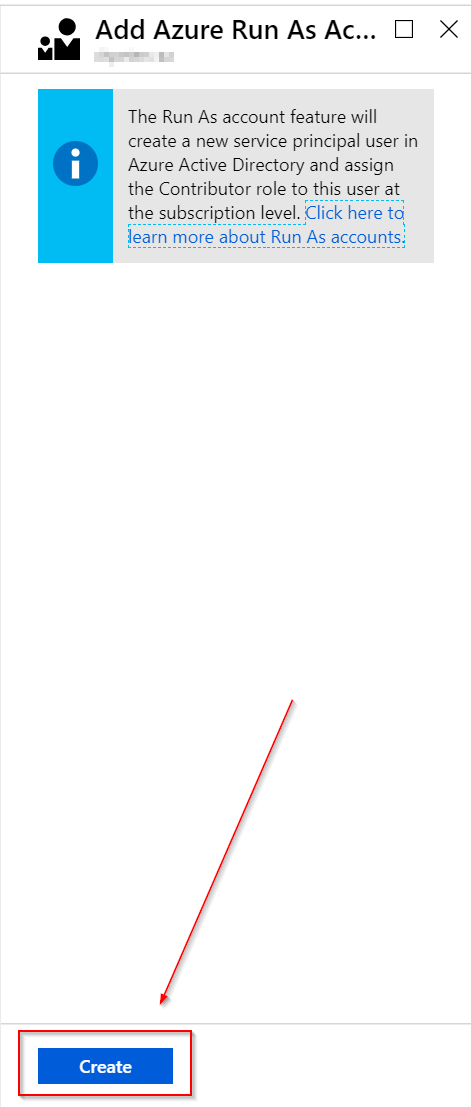 Add Azure Run As Ac...
The Run As account feature will
create a new service principal user in
Azure Active Directory and assign
the Contributor role to this user at
the subscription level. Click here to
learn more about Run As accounts.
Create